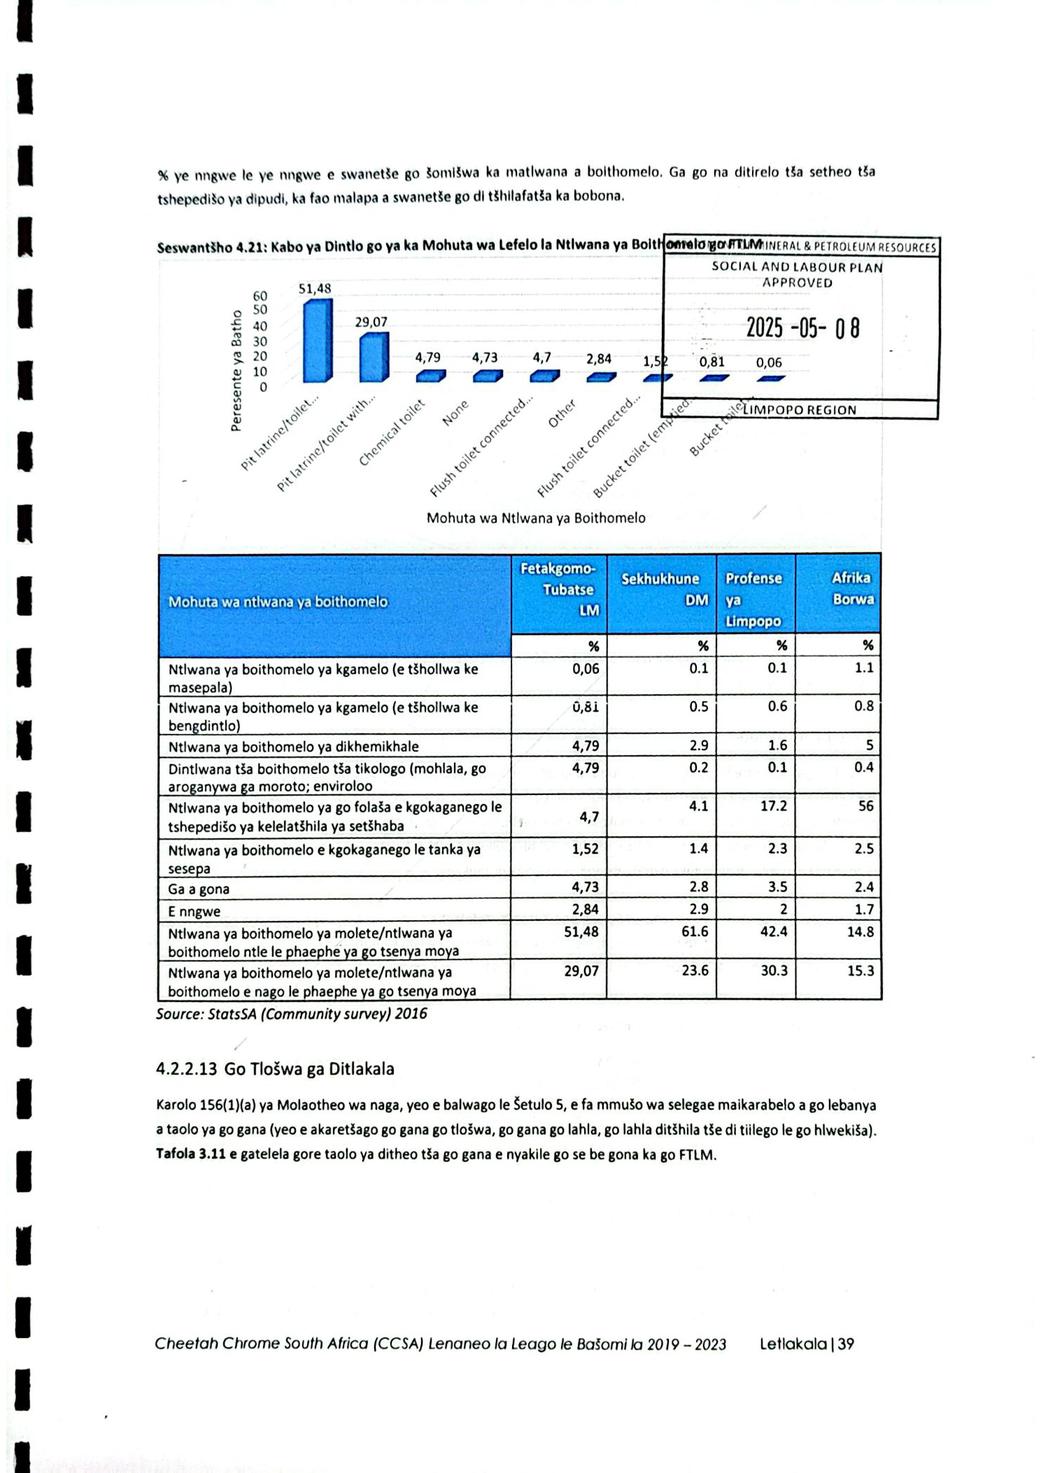 % ye nngwe le ye nngwe e swanetše go šomišwa ka matlwana a boithomelo. Ga go na ditirelo tša setheo tša
tshepedišo ya dipudi, ka fao malapa a swanetše go di tšhilafatša ka bobona.
Seswantšho 4.21: Kabo ya Dintlo go ya ka Mohuta wa Lefelo la Ntlwana ya Boithomelo go FTLM
MINERAL & PETROLEUM RESOURCES
SOCIAL AND LABOUR PLAN
APPROVED
2025 -05- 08
LIMPOPO REGION
Peresente ya Batho
60
50
40
30
20
10
0
51,48
29,07
4,79
4,73
4,7
2,84
1,52
0,81
0,06
Pit latrine/toilet...
Pit latrine/toilet with...
Chemical toilet
None
Flush toilet connected...
Other
Flush toilet connected...
Bucket toilet (emptied...
Bucket toilet...
Mohuta wa Ntlwana ya Boithomelo
Mohuta wa ntlwana ya boithomelo
Fetakgomo-
Tubatse
LM
Sekhukhune
DM
Profense
ya
Limpopo
Afrika
Borwa
% % % %
Ntlwana ya boithomelo ya kgamelo (e tšhollwa ke 0,06 0.1 0.1 1.1
masepala)
Ntlwana ya boithomelo ya kgamelo (e tšhollwa ke 0,81 0.5 0.6 0.8
bengdintlo)
Ntlwana ya boithomelo ya dikhemikhale 4,79 2.9 1.6 5
Dintlwana tša boithomelo tša tikologo (mohlala, go 4,79 0.2 0.1 0.4
aroganywa ga moroto; enviroloo
Ntlwana ya boithomelo ya go folaša e kgokaganego le 4,7 4.1 17.2 56
tshepedišo ya kelelatšhila ya setšhaba
Ntlwana ya boithomelo e kgokaganego le tanka ya 1,52 1.4 2.3 2.5
sesepa
Ga a gona 4,73 2.8 3.5 2.4
E nngwe 2,84 2.9 2 1.7
Ntlwana ya boithomelo ya molete/ntlwana ya 51,48 61.6 42.4 14.8
boithomelo ntle le phaephe ya go tsenya moya
Ntlwana ya boithomelo ya molete/ntlwana ya 29,07 23.6 30.3 15.3
boithomelo e nago le phaephe ya go tsenya moya
Source: StatsSA (Community survey) 2016
4.2.2.13 Go Tlošwa ga Ditlakala
Karolo 156(1)(a) ya Molaotheo wa naga, yeo e balwago le Šetulo 5, e fa mmušo wa selegae maikarabelo a go lebanya
a taolo ya go gana (yeo e akaretšago go gana go tlošwa, go gana go lahla, go lahla ditšhila tše di tiilego le go hlwekiša).
Tafola 3.11 e gatelela gore taolo ya ditheo tša go gana e nyakile go se be gona ka go FTLM.
Cheetah Chrome South Africa (CCSA) Lenaneo la Leago le Bašomi la 2019 – 2023 Letlakala | 39